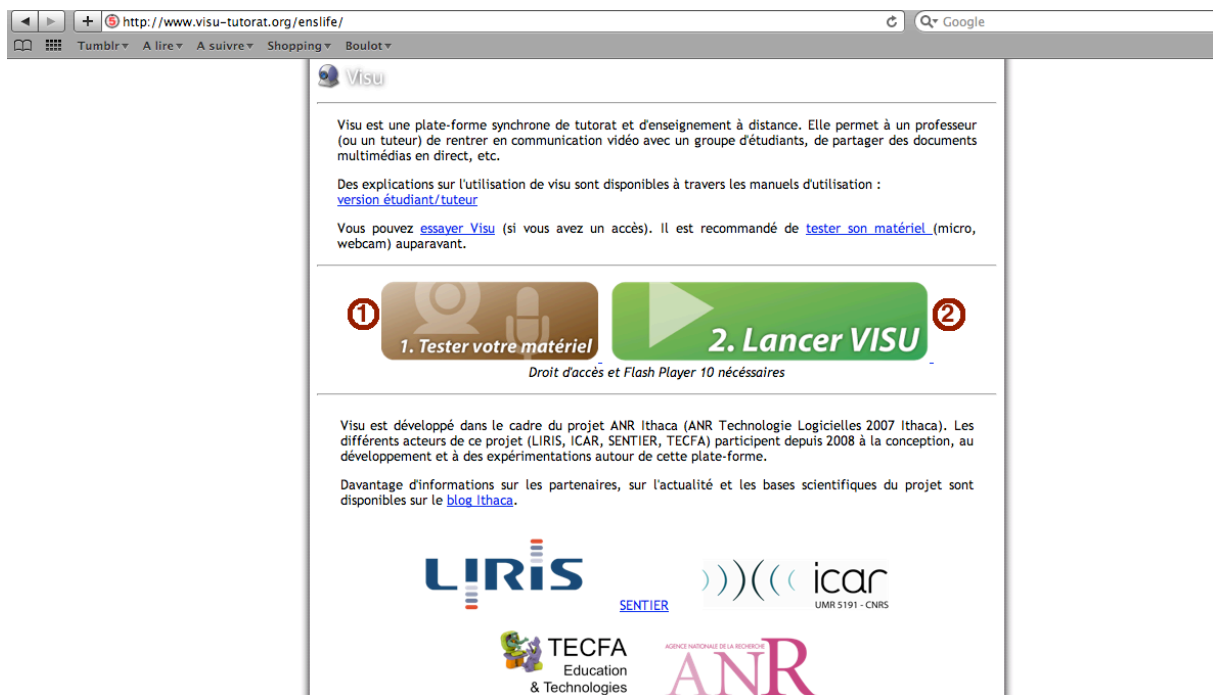 http://www.visu-tutorat.org/enslife/
Google
Tumblr A lire A suivre Shopping Boulot
Visu
Visu est une plate-forme synchrone de tutorat et d'enseignement à distance. Elle permet à un professeur
(ou un tuteur) de rentrer en communication vidéo avec un groupe d'étudiants, de partager des documents
multimédias en direct, etc.
Des explications sur l'utilisation de visu sont disponibles à travers les manuels d'utilisation :
version étudiant/tuteur
Vous pouvez essayer Visu (si vous avez un accès). Il est recommandé de tester son matériel (micro,
webcam) auparavant.
1 1. Tester votre matériel 2. Lancer VISU 2
Droit d'accès et Flash Player 10 nécéssaires
Visu est développé dans le cadre du projet ANR Ithaca (ANR Technologie Logicielles 2007 Ithaca). Les
différents acteurs de ce projet (LIRIS, ICAR, SENTIER, TECFA) participent depuis 2008 à la conception, au
développement et à des expérimentations autour de cette plate-forme.
Davantage d'informations sur les partenaires, sur l'actualité et les bases scientifiques du projet sont
disponibles sur le blog Ithaca.
LIRIS
SENTIER
icar
UMR 5191 - CNRS
TECFA
Education
& Technologies
AGENCE NATIONALE DE LA RECHERCHE
ANR